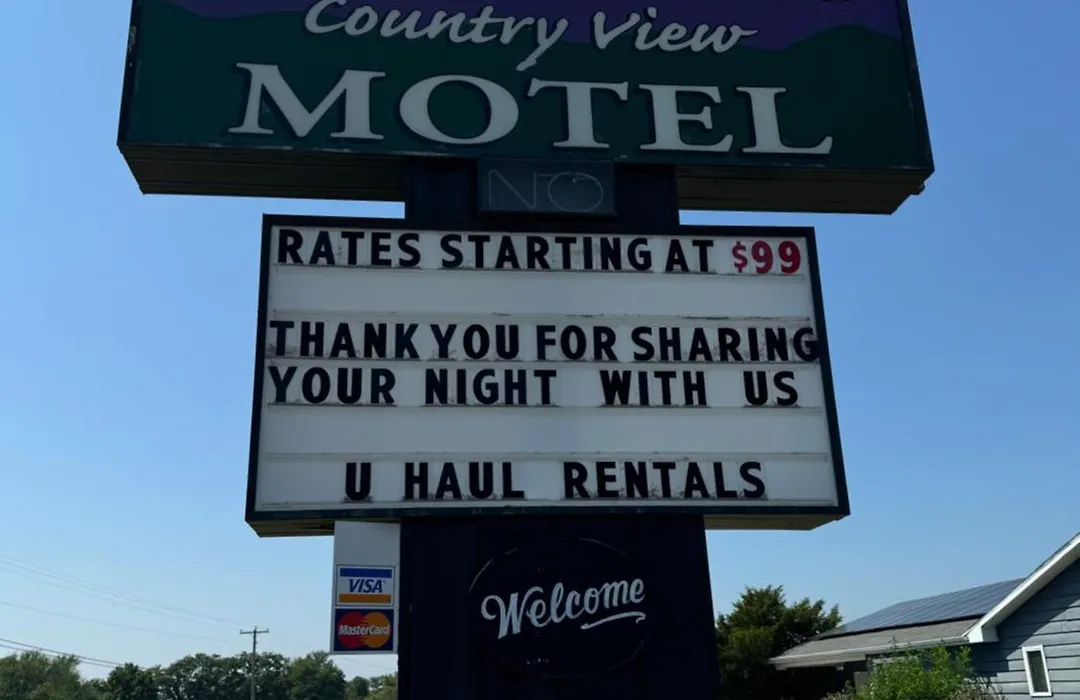 Country View
MOTEL
NO
RATES STARTING AT $99
THANK YOU FOR SHARING
YOUR NIGHT WITH US
U HAUL RENTALS
VISA
MasterCard
Welcome